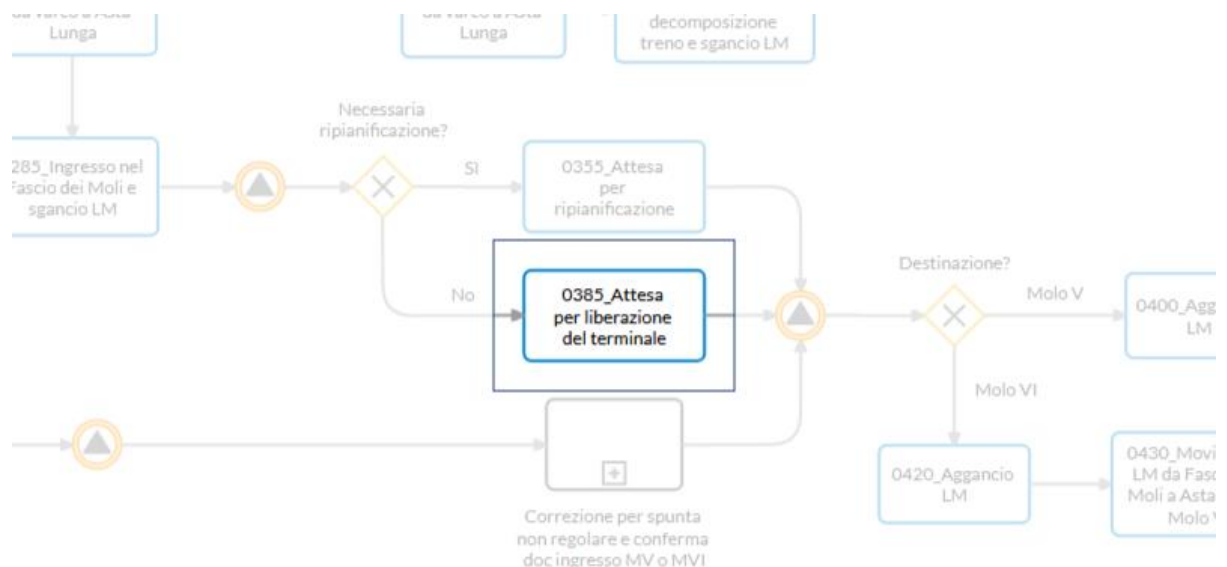 Lunga
Lunga
decomposizione
treno e sgancio LM
Necessaria
ripianificazione?
285_Ingresso nel
Fascio dei Moli e
sgancio LM
SI
0355_Attesa
per
ripianificazione
No
0385_Attesa
per liberazione
del terminale
Destinazione?
Molo V
0400_Agg
LM
Molo VI
0420_Aggancio
LM
0430_Movi
LM da Fasc
Moli a Asta
Molo V
Correzione per spunta
non regolare e conferma
doc ingresso MV o MVI